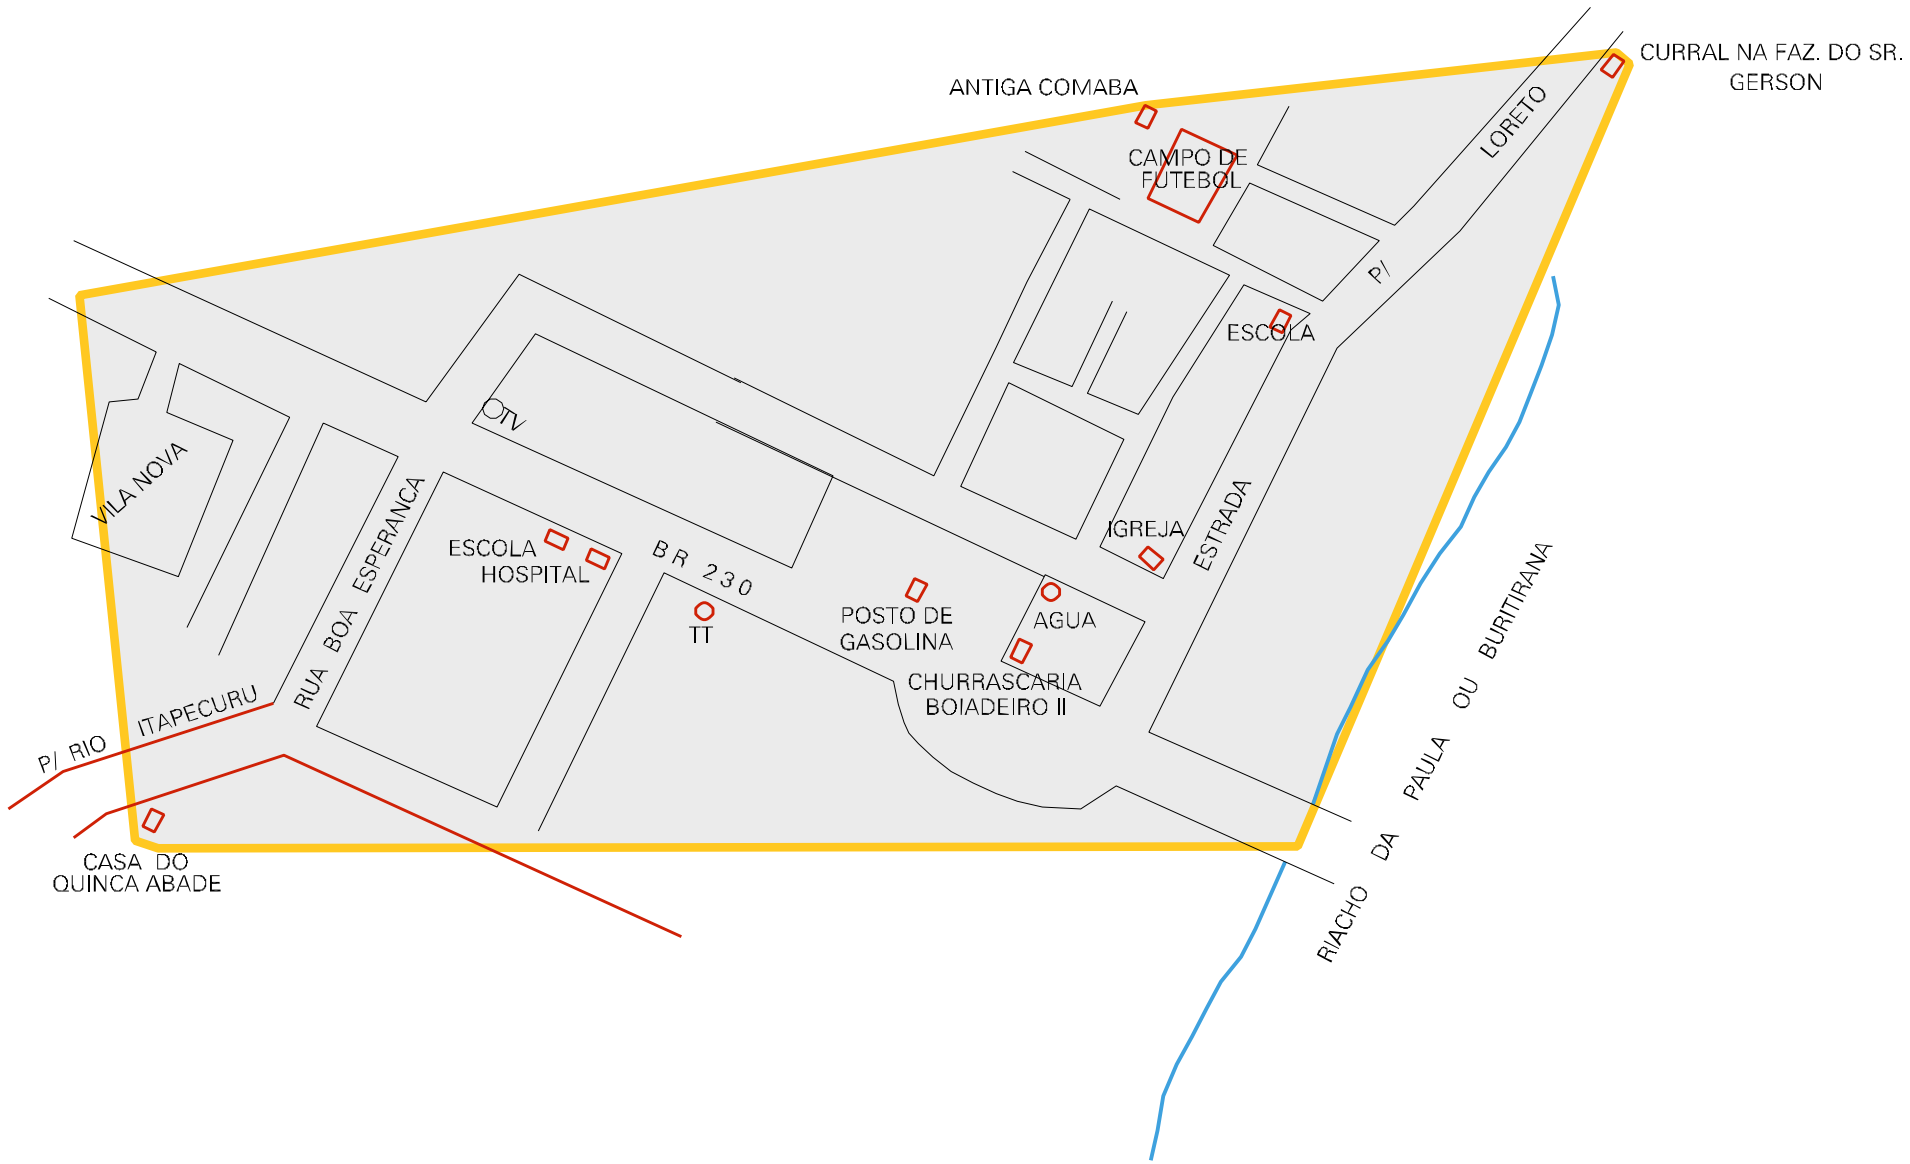 CURRAL NA FAZ. DO SR.
GERSON
ANTIGA COMABA
LORETO
CAMPO DE
FUTEBOL
P/
ESCOLA
TV
VILA NOVA
RUA BOA ESPERANCA
ESCOLA
HOSPITAL
BR 230
TT
IGREJA
ESTRADA
POSTO DE
GASOLINA
AGUA
CHURRASCARIA
BOIADEIRO II
P/ RIO ITAPECURU
CASA DO
QUINCA ABADE
RIACHO DA PAULA OU BURITIRANA